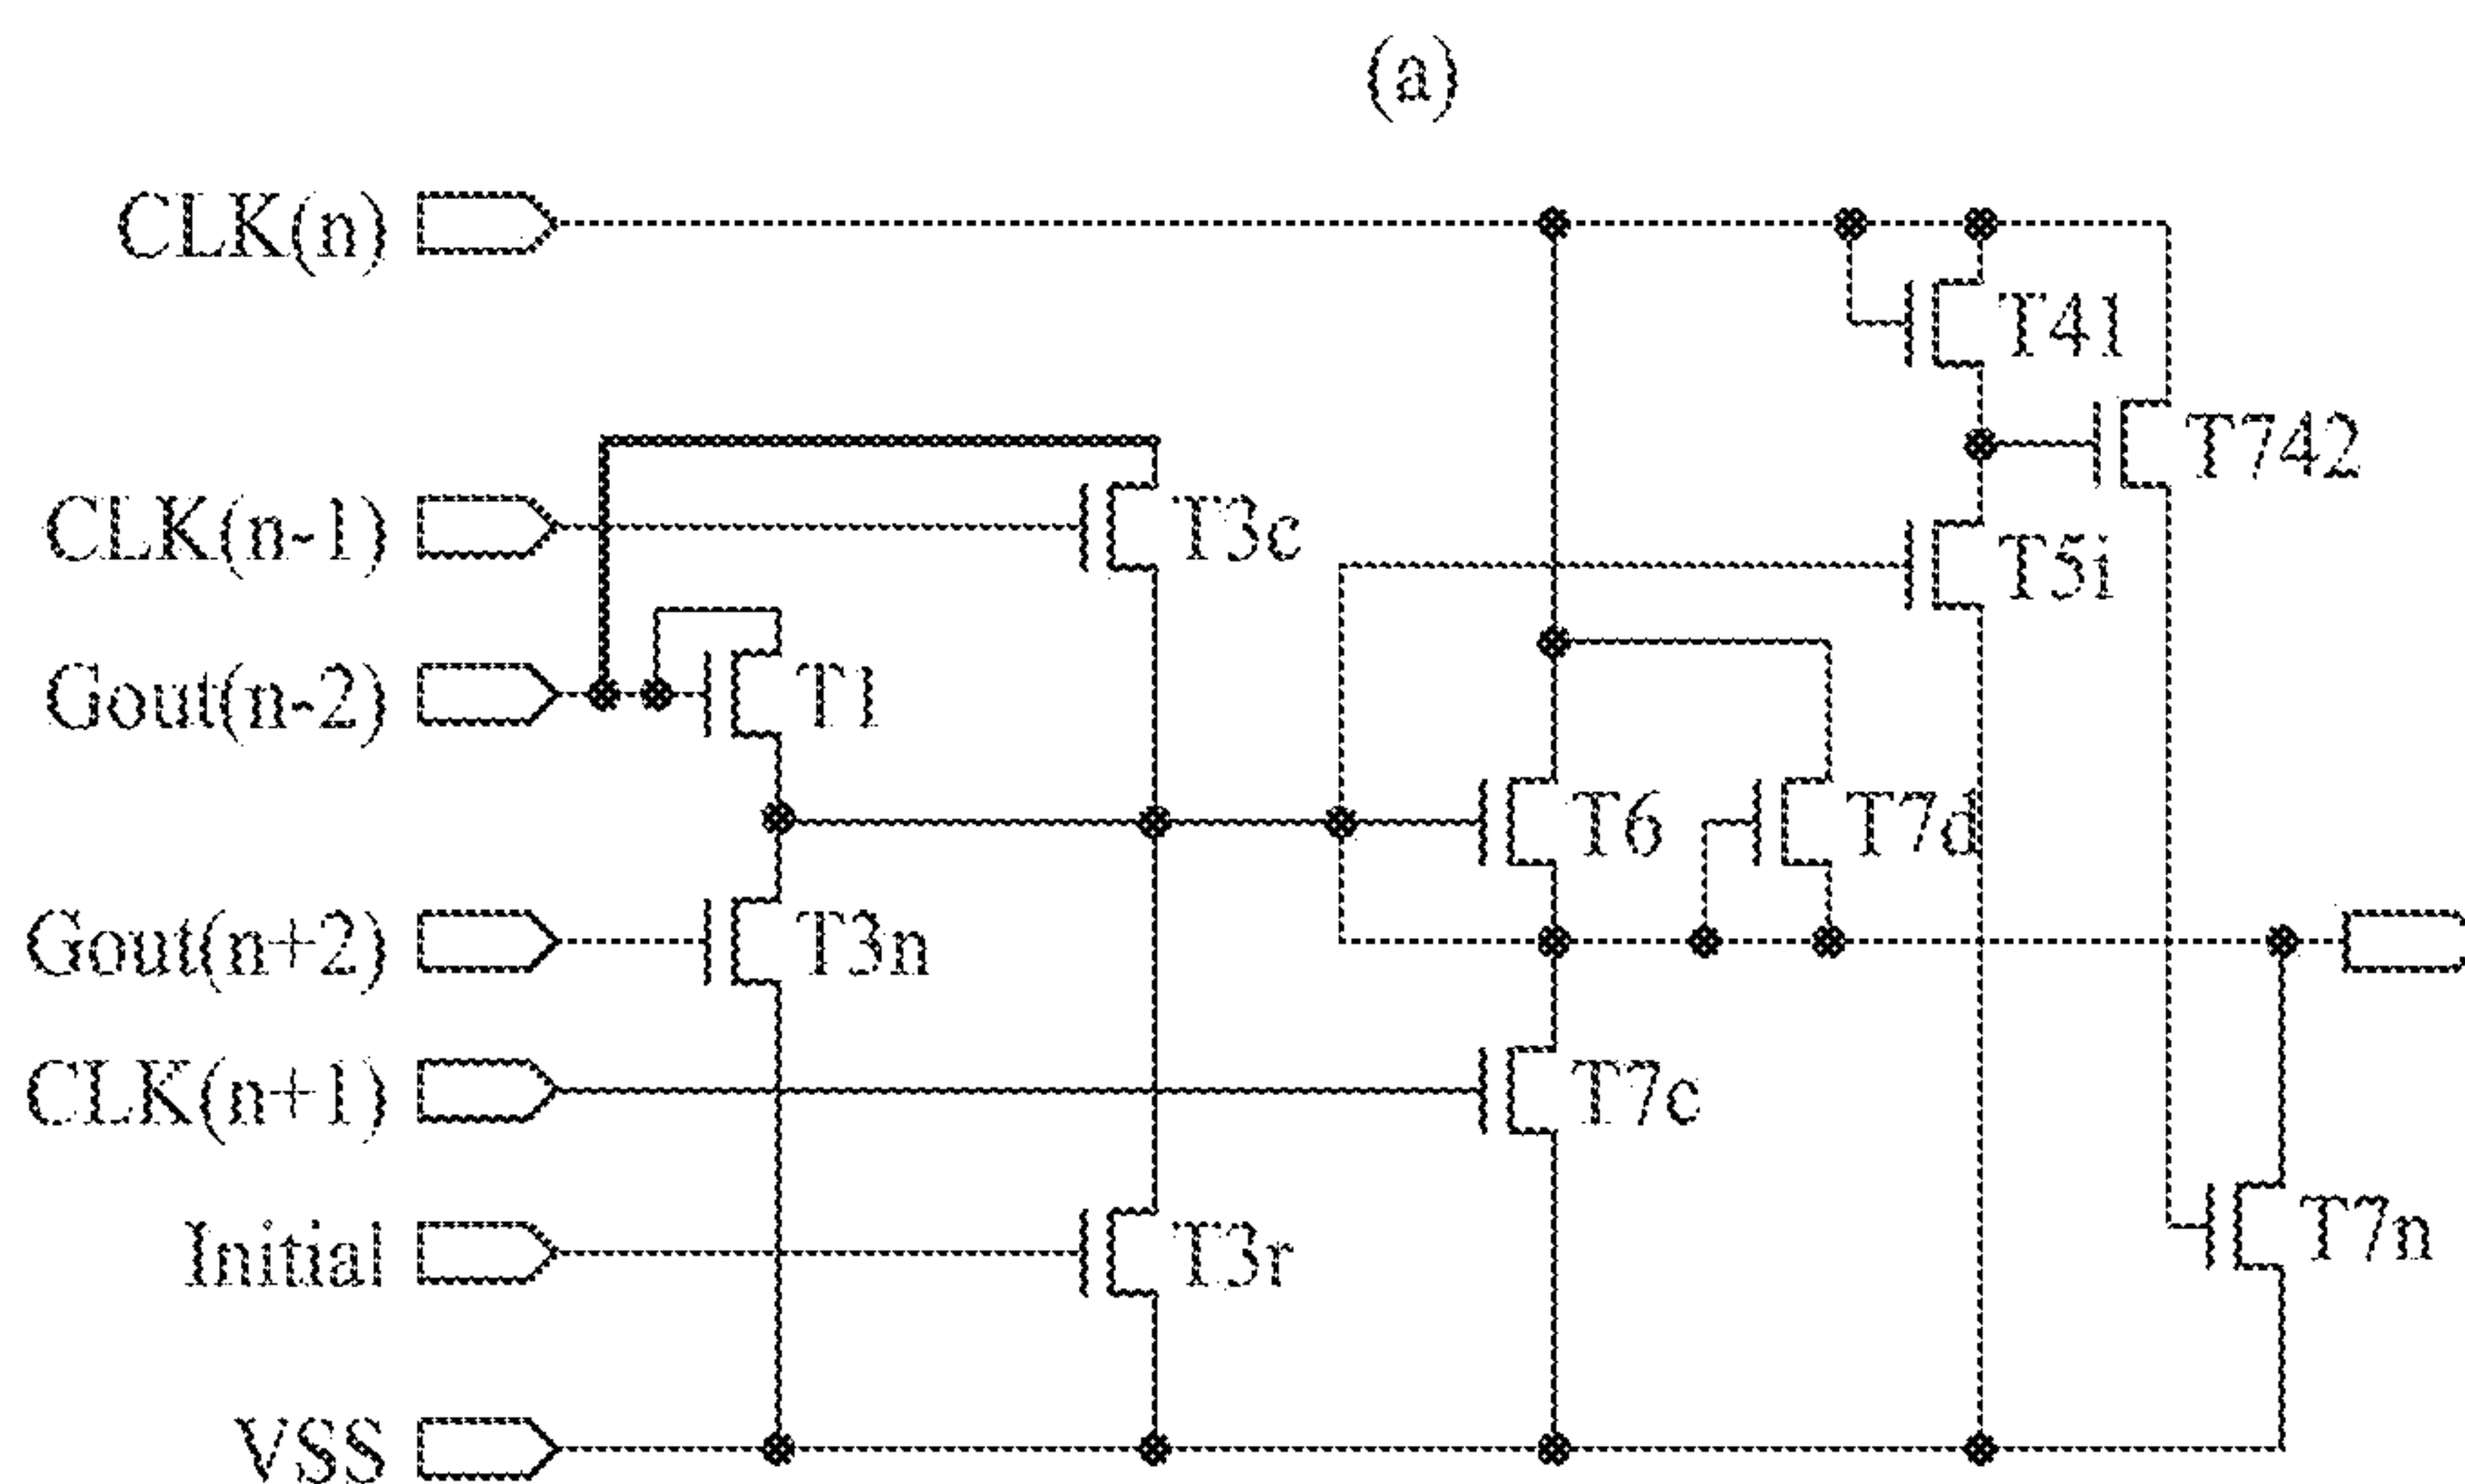 (a)
CLK(n)
T41
T742
CLK(n-1)
T3c
T5i
Gout(n-2)
T1
T6
T7d
Gout(n+2)
T3n
CLK(n+1)
T7c
Initial
T3r
T7n
VSS